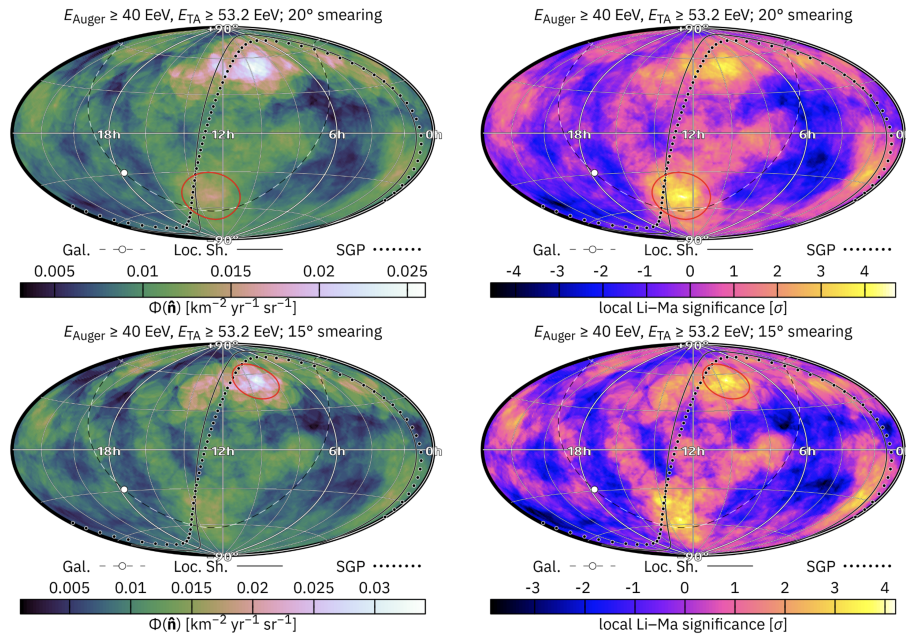 E_Auger ≥ 40 EeV, E_TA ≥ 53.2 EeV; 20° smearing
+90°
18h 12h 6h 0h
-90°
Gal. Loc. Sh. SGP
0.005 0.01 0.015 0.02 0.025
Φ(n̂) [km⁻² yr⁻¹ sr⁻¹]
E_Auger ≥ 40 EeV, E_TA ≥ 53.2 EeV; 20° smearing
+90°
18h 12h 6h 0h
-90°
Gal. Loc. Sh. SGP
-4 -3 -2 -1 0 1 2 3 4
local Li–Ma significance [σ]
E_Auger ≥ 40 EeV, E_TA ≥ 53.2 EeV; 15° smearing
+90°
18h 12h 6h 0h
-90°
Gal. Loc. Sh. SGP
0.005 0.01 0.015 0.02 0.025 0.03
Φ(n̂) [km⁻² yr⁻¹ sr⁻¹]
E_Auger ≥ 40 EeV, E_TA ≥ 53.2 EeV; 15° smearing
+90°
18h 12h 6h 0h
-90°
Gal. Loc. Sh. SGP
-3 -2 -1 0 1 2 3 4
local Li–Ma significance [σ]